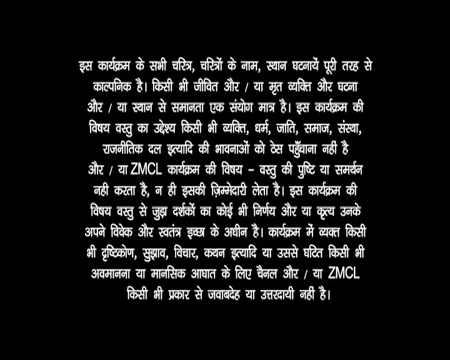 इस कार्यक्रम के सभी चरित्र, चरित्रों के नाम, स्थान घटनायें पूरी तरह से
काल्पनिक है। किसी भी जीवित और / या मृत व्यक्ति और घटना
और / या स्थान से समानता एक संयोग मात्र है। इस कार्यक्रम की
विषय वस्तु का उद्देश्य किसी भी व्यक्ति, धर्म, जाति, समाज, संस्था,
राजनीतिक दल इत्यादि की भावनाओं को ठेस पहुँचाना नही है
और / या ZMCL कार्यक्रम की विषय - वस्तु की पुष्टि या समर्थन
नही करता है, न ही इसकी ज़िम्मेदारी लेता है। इस कार्यक्रम की
विषय वस्तु से जुड़ा दर्शकों का कोई भी निर्णय और या कृत्य उनके
अपने विवेक और स्वतंत्र इच्छा के अधीन है। कार्यक्रम में व्यक्त किसी
भी दृष्टिकोण, सुझाव, विचार, कथन इत्यादि या उससे घटित किसी भी
अवमानना या मानसिक आघात के लिए चैनल और / या ZMCL
किसी भी प्रकार से जवाबदेह या उत्तरदायी नहीं है।